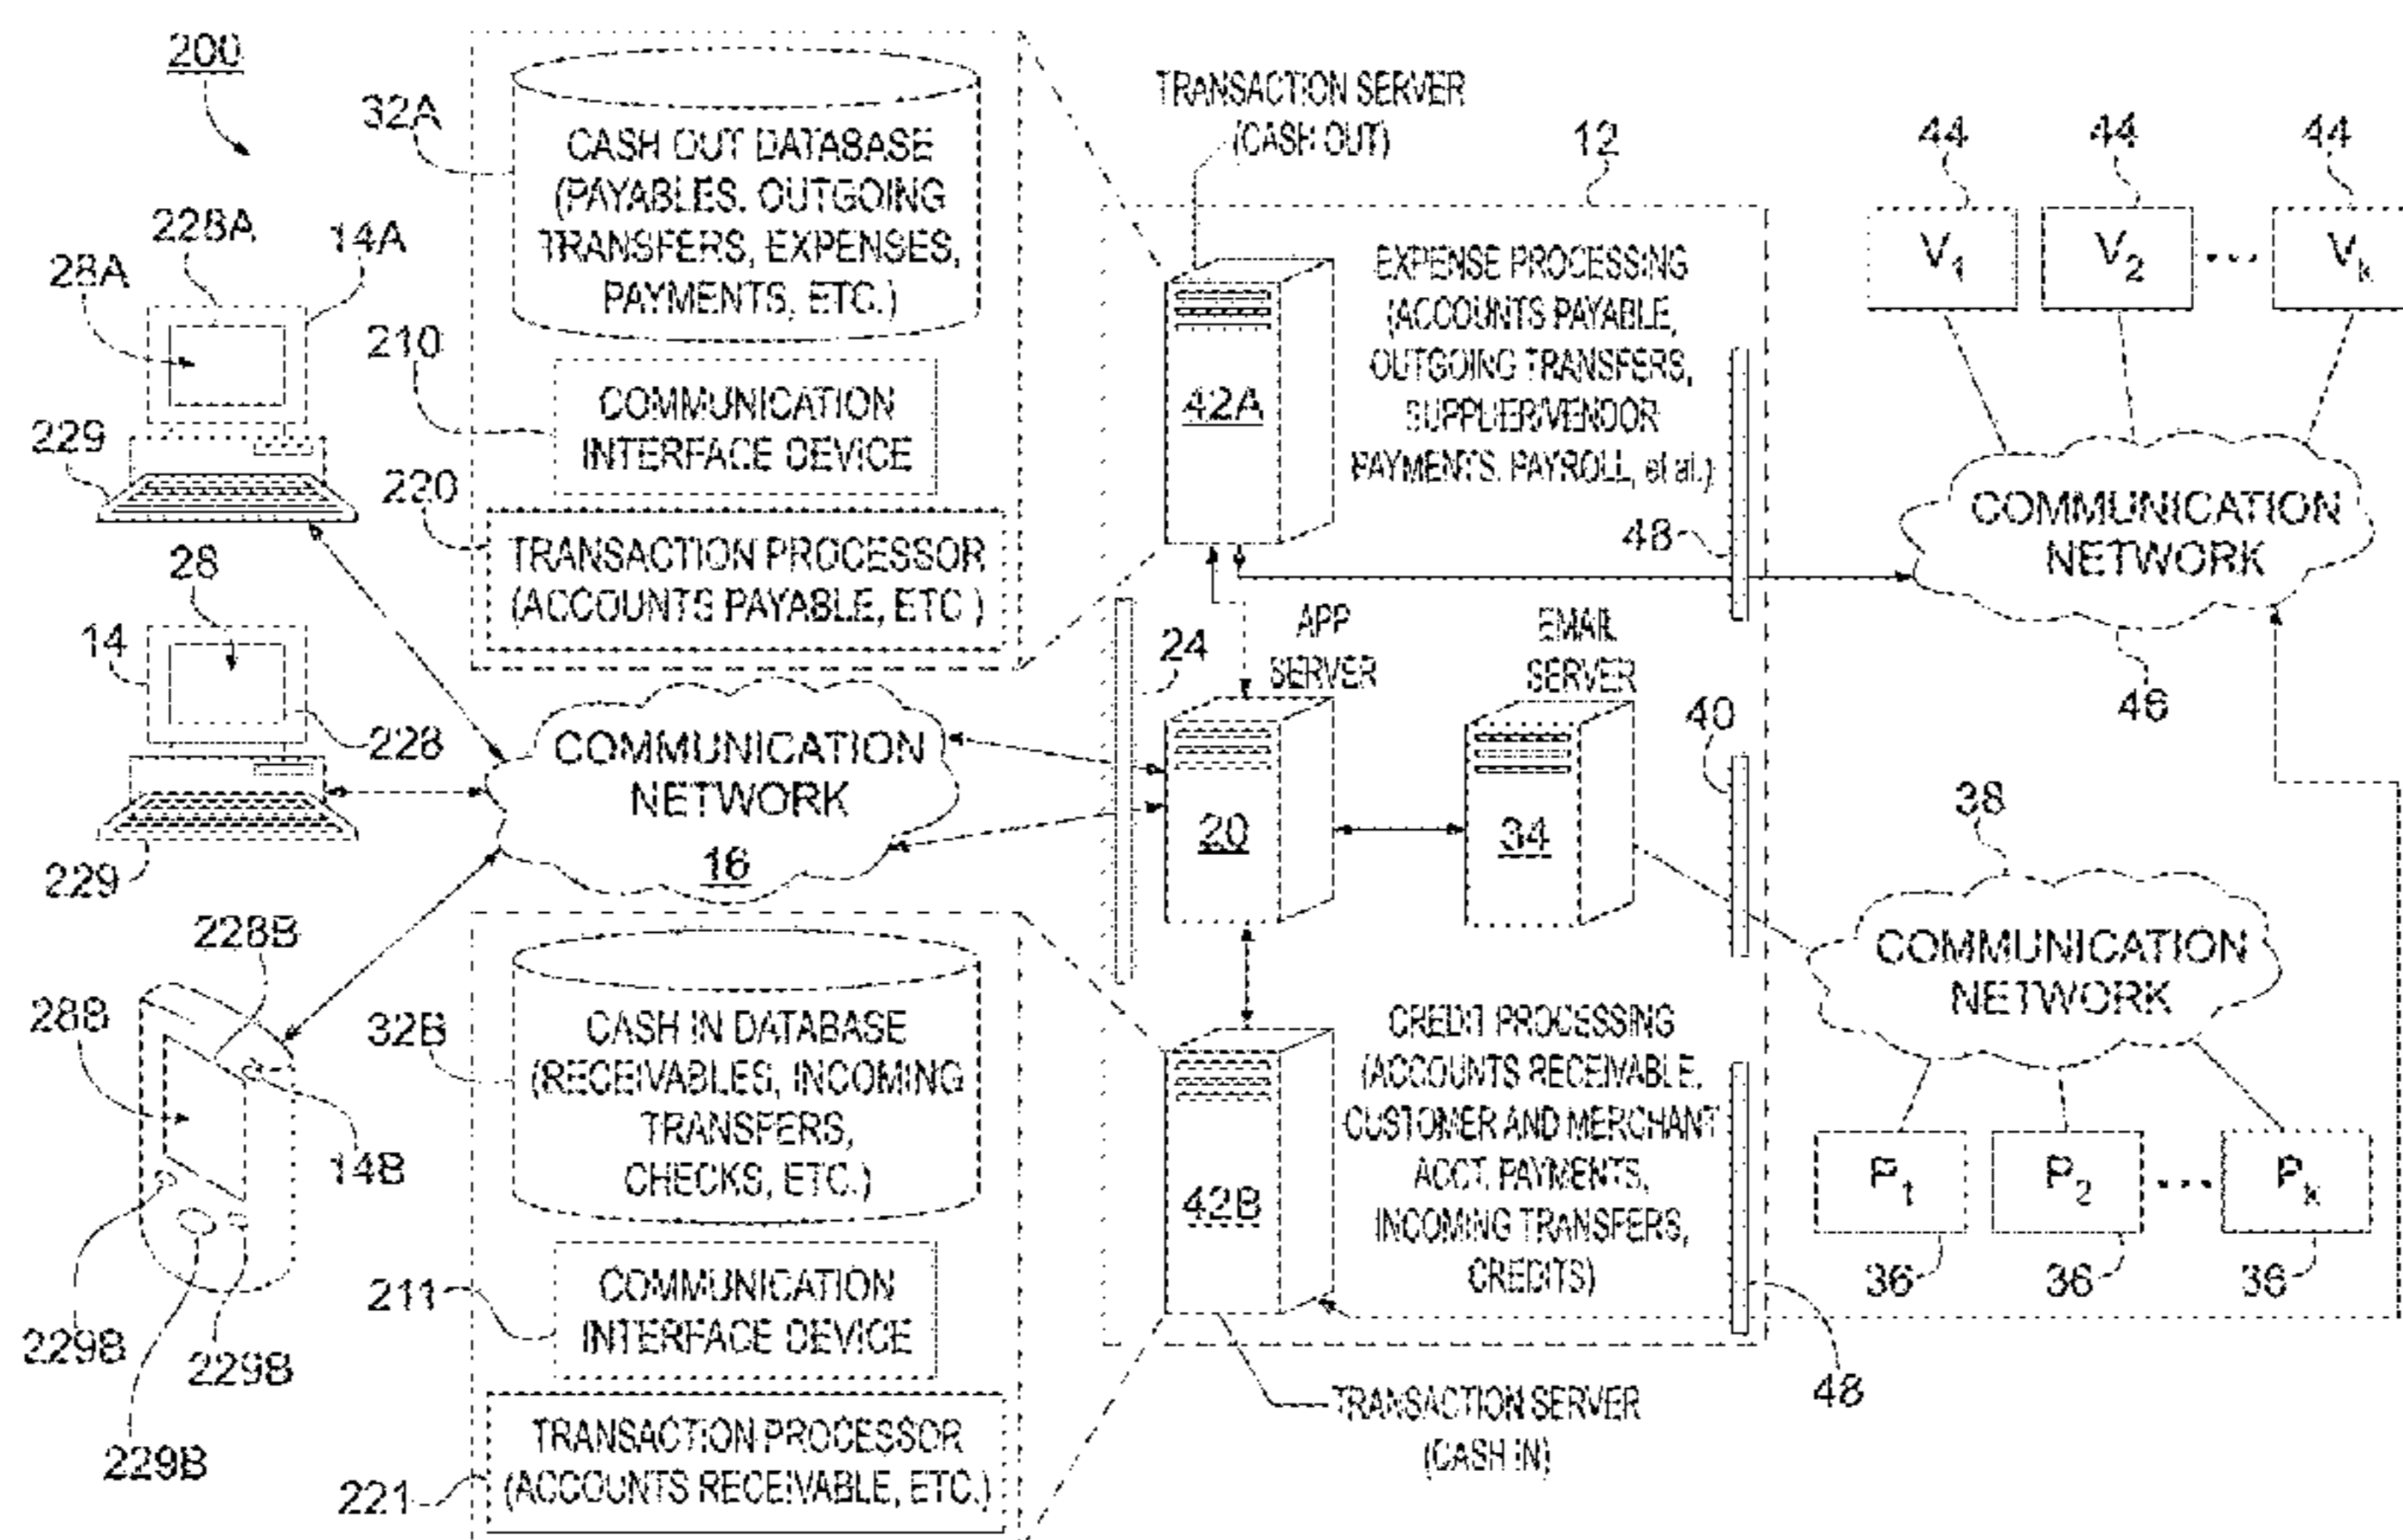 200
32A
CASH OUT DATABASE
(PAYABLES, OUTGOING
TRANSFERS, EXPENSES,
PAYMENTS, ETC.)
210
COMMUNICATION
INTERFACE DEVICE
220
TRANSACTION PROCESSOR
(ACCOUNTS PAYABLE, ETC.)
228A
14A
28A
229
28
14
228
229
COMMUNICATION
NETWORK
16
228B
28B
14B
229B
229B
229B
32B
CASH IN DATABASE
(RECEIVABLES, INCOMING
TRANSFERS,
CHECKS, ETC.)
211
COMMUNICATION
INTERFACE DEVICE
221
TRANSACTION PROCESSOR
(ACCOUNTS RECEIVABLE, ETC.)
TRANSACTION SERVER
(CASH OUT)
12
42A
EXPENSE PROCESSING
(ACCOUNTS PAYABLE,
OUTGOING TRANSFERS,
SUPPLIER/VENDOR
PAYMENTS, PAYROLL, et al.)
48
24
APP
SERVER
20
EMAIL
SERVER
34
40
42B
CREDIT PROCESSING
(ACCOUNTS RECEIVABLE,
CUSTOMER AND MERCHANT
ACCT. PAYMENTS,
INCOMING TRANSFERS,
CREDITS)
48
TRANSACTION SERVER
(CASH IN)
44
44
44
V1
V2
...
Vk
COMMUNICATION
NETWORK
46
38
COMMUNICATION
NETWORK
P1
P2
...
Pk
36
36
36